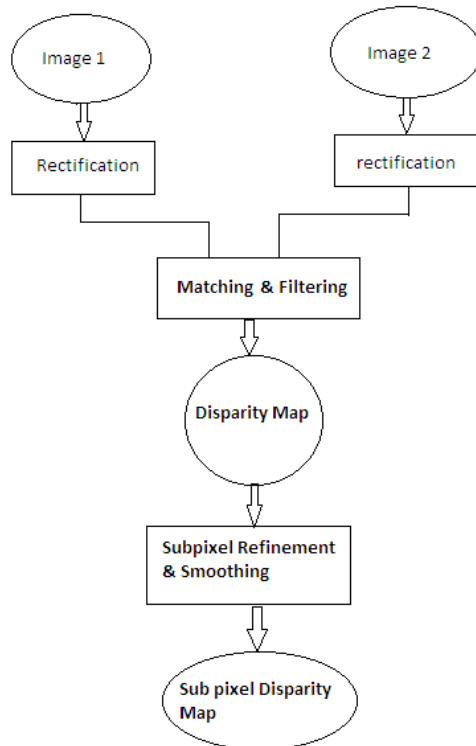 Image 1
Image 2
Rectification
rectification
Matching & Filtering
Disparity Map
Subpixel Refinement
& Smoothing
Sub pixel Disparity
Map